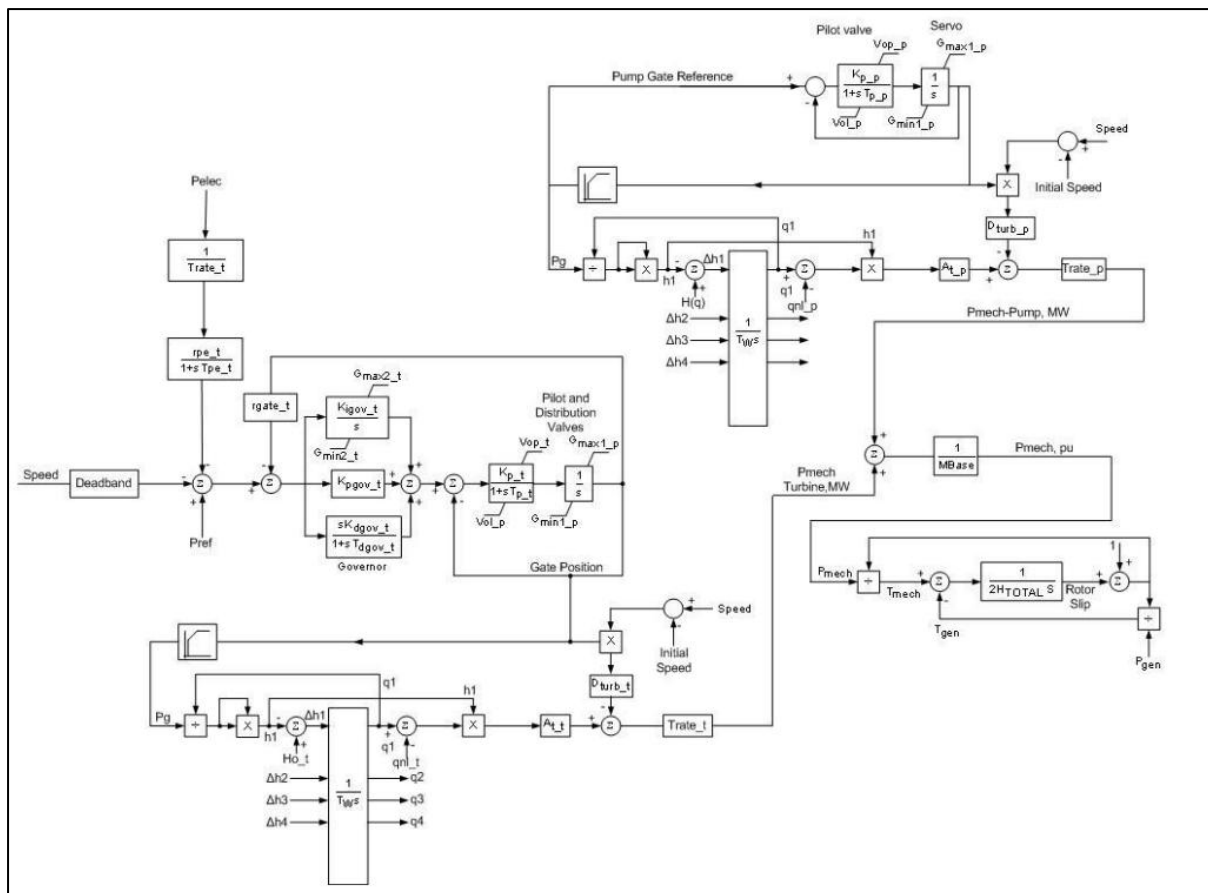 Pilot valve
Servo
Vop_p
Gmax1_p
Pump Gate Reference
+
-
Kp_p
1+s Tp_p
1
s
Vol_p
Gmin1_p
Speed
+
-
Initial Speed
X
Dturb_p
Pelec
1
Trate_t
rpe_t
1+s Tpe_t
q1
h1
Pg
÷
X
h1
-
Z
+
Δh1
H(q)
Δh2
Δh3
Δh4
1
TWs
+
q1
Z
-
qnl_p
X
At_p
+
-
Z
Trate_p
Pmech-Pump, MW
rgate_t
Gmax2_t
Kigov_t
s
Gmin2_t
Pilot and
Distribution
Valves
Vop_t
Gmax1_p
Speed
Deadband
-
-
Z
+
Pref
+
-
Z
Kpgov_t
+
+
+
Z
+
Z
-
Kp_t
1+sTp_t
1
s
Vol_p
Gmin1_p
sKdgov_t
1+s Tdgov_t
Governor
Gate Position
+
Z
+
Pmech
Turbine,MW
1
MBase
Pmech, pu
1
+
Pmech
÷
Tmech
+
Z
-
1
2HTOTAL S
Rotor
Slip
+
Z
÷
Tgen
Pgen
+
-
Speed
Initial
Speed
X
Dturb_t
q1
h1
Pg
÷
X
h1
-
Z
+
Δh1
Ho_t
+
q1
Z
-
qnl_t
X
At_t
+
-
Z
Trate_t
Δh2
Δh3
Δh4
1
TWs
q2
q3
q4